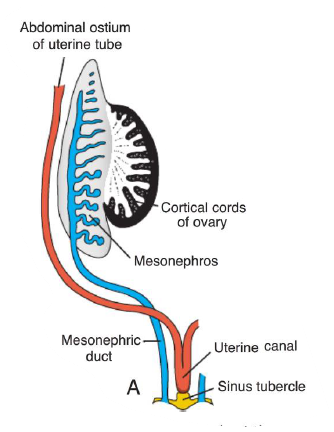 Abdominal ostium
of uterine tube
Cortical cords
of ovary
Mesonephros
Mesonephric
duct
Uterine canal
A
Sinus tubercle